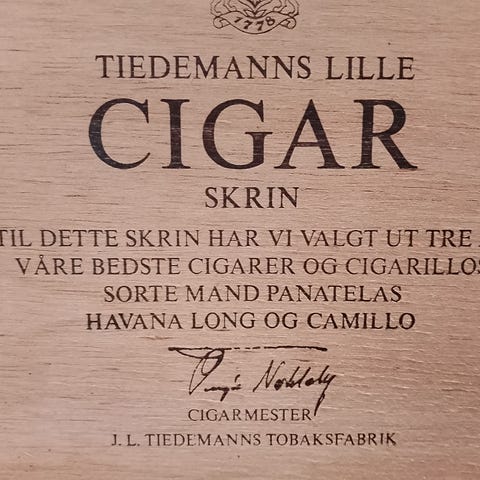 1778
TIEDEMANNS LILLE
CIGAR
SKRIN
TIL DETTE SKRIN HAR VI VALGT UT TRE
VÅRE BEDSTE CIGARER OG CIGARILLOS
SORTE MAND PANATELAS
HAVANA LONG OG CAMILLO
CIGARMESTER
J. L. TIEDEMANNS TOBAKSFABRIK